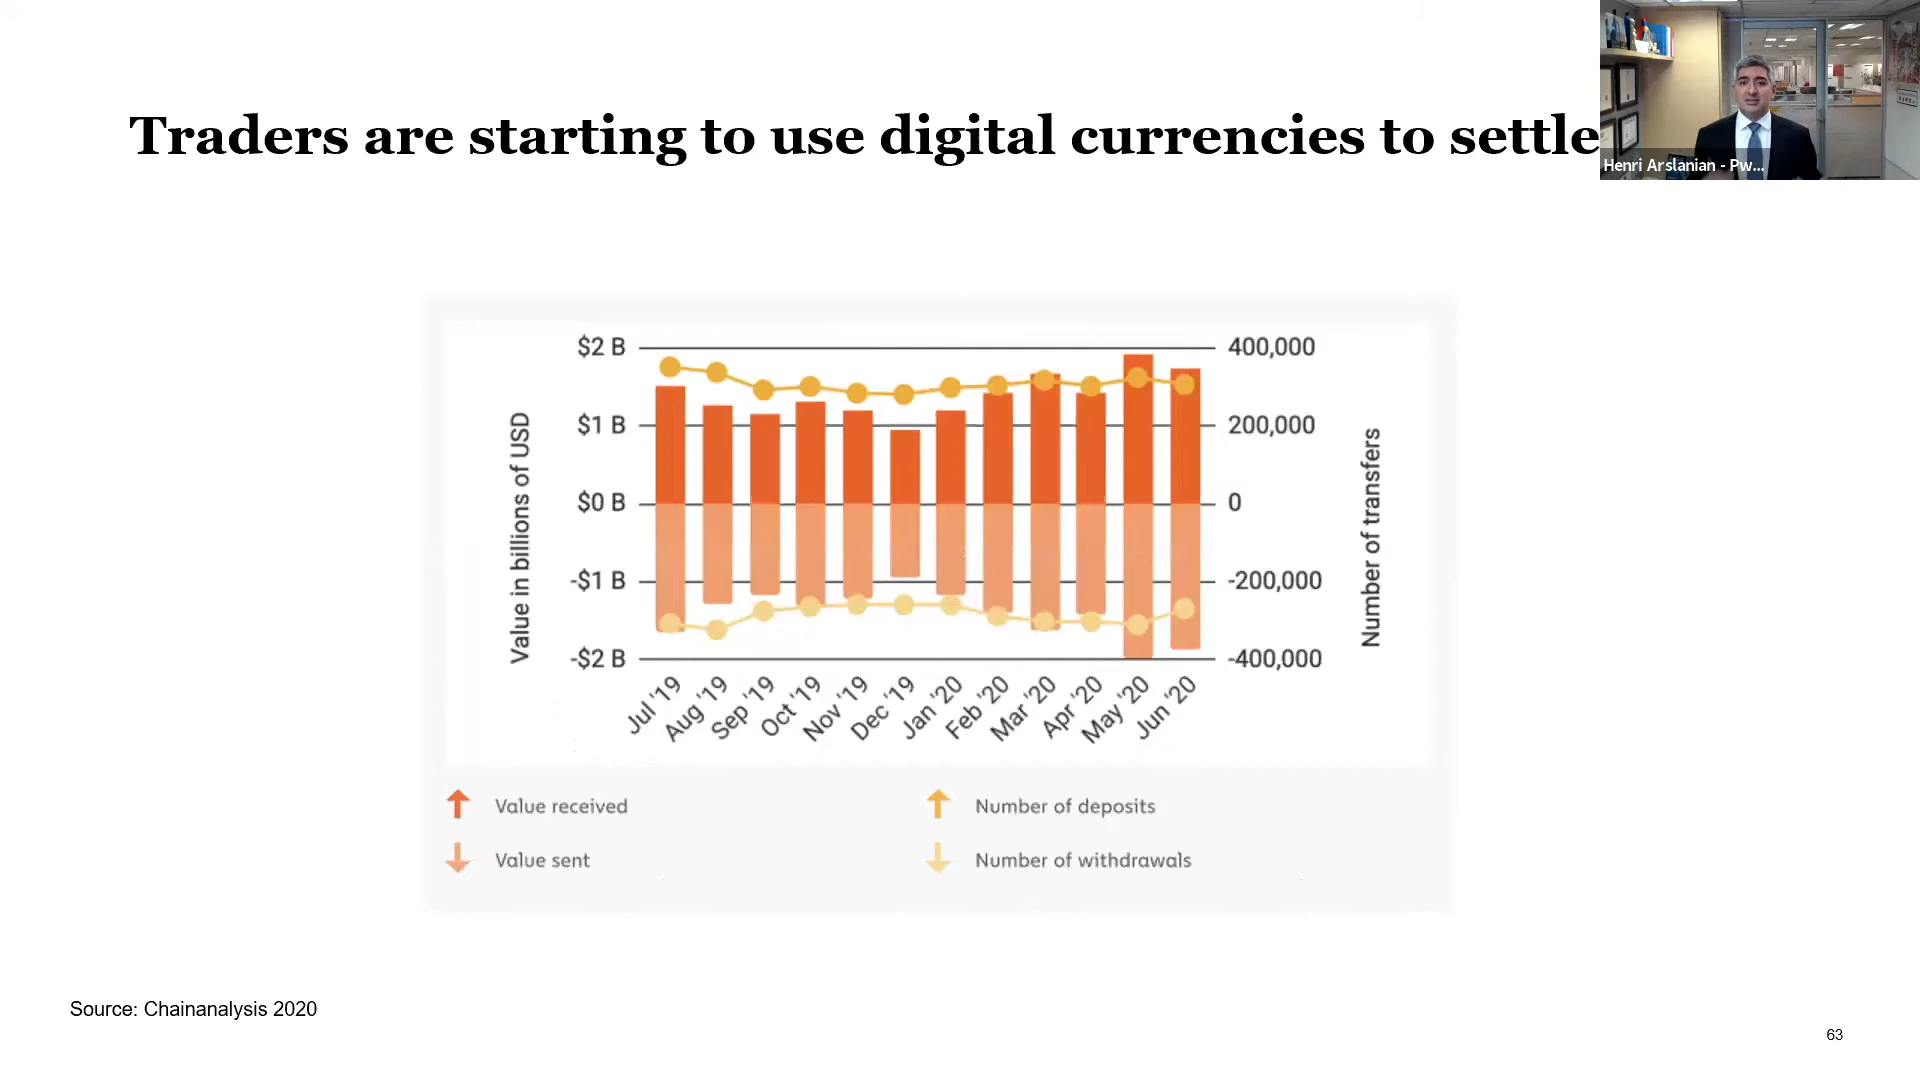 Traders are starting to use digital currencies to settle
Henri Arslanian - Pw...
$2 B
$1 B
$0 B
-$1 B
-$2 B
Value in billions of USD
400,000
200,000
0
-200,000
-400,000
Number of transfers
Jul '19
Aug '19
Sep '19
Oct '19
Nov '19
Dec '19
Jan '20
Feb '20
Mar '20
Apr '20
May '20
Jun '20
Value received
Number of deposits
Value sent
Number of withdrawals
Source: Chainanalysis 2020
63